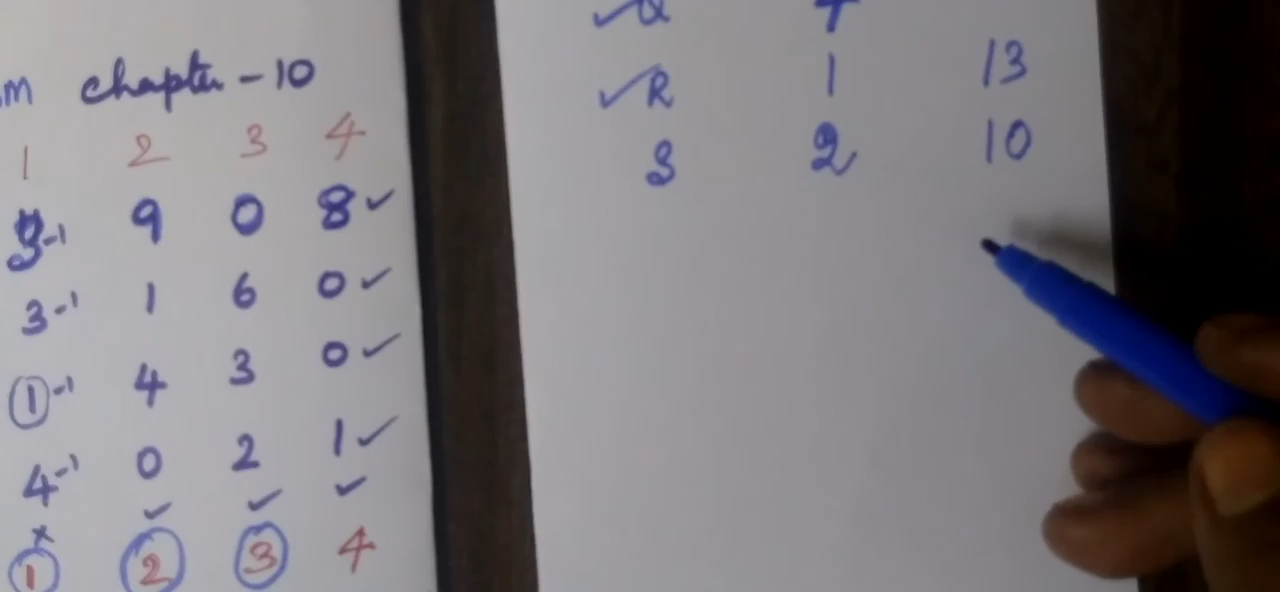 chapter - 10
1 2 3 4
-1 9 0 8 ✓
3 -1 1 6 0 ✓
1 -1 4 3 0 ✓
4 -1 0 2 1 ✓
✓ ✓ ✓
× 
1 2 3 4
✓ R 1 13
S 2 10